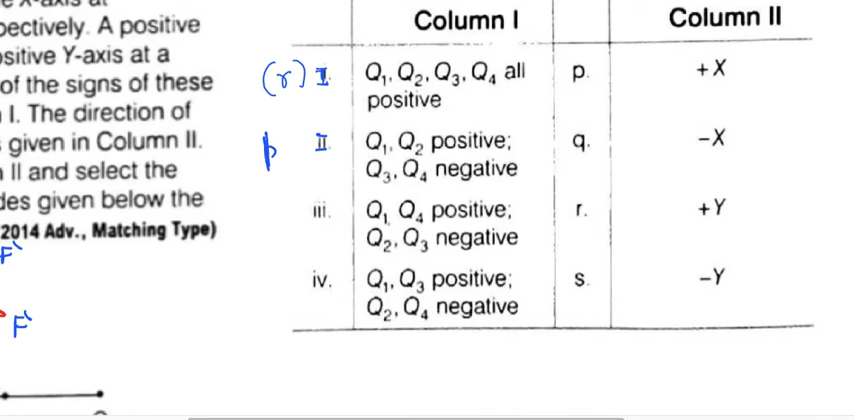 pectively. A positive
sitive Y-axis at a
of the signs of these
I. The direction of
given in Column II.
II and select the
des given below the
2014 Adv., Matching Type)
F'
F'
Column I Column II
(r) I. Q₁, Q₂, Q₃, Q₄ all positive p. +X
p ii. Q₁, Q₂ positive;
Q₃, Q₄ negative q. –X
iii. Q₁ Q₄ positive;
Q₂, Q₃ negative r. +Y
iv. Q₁, Q₃ positive;
Q₂, Q₄ negative s. –Y